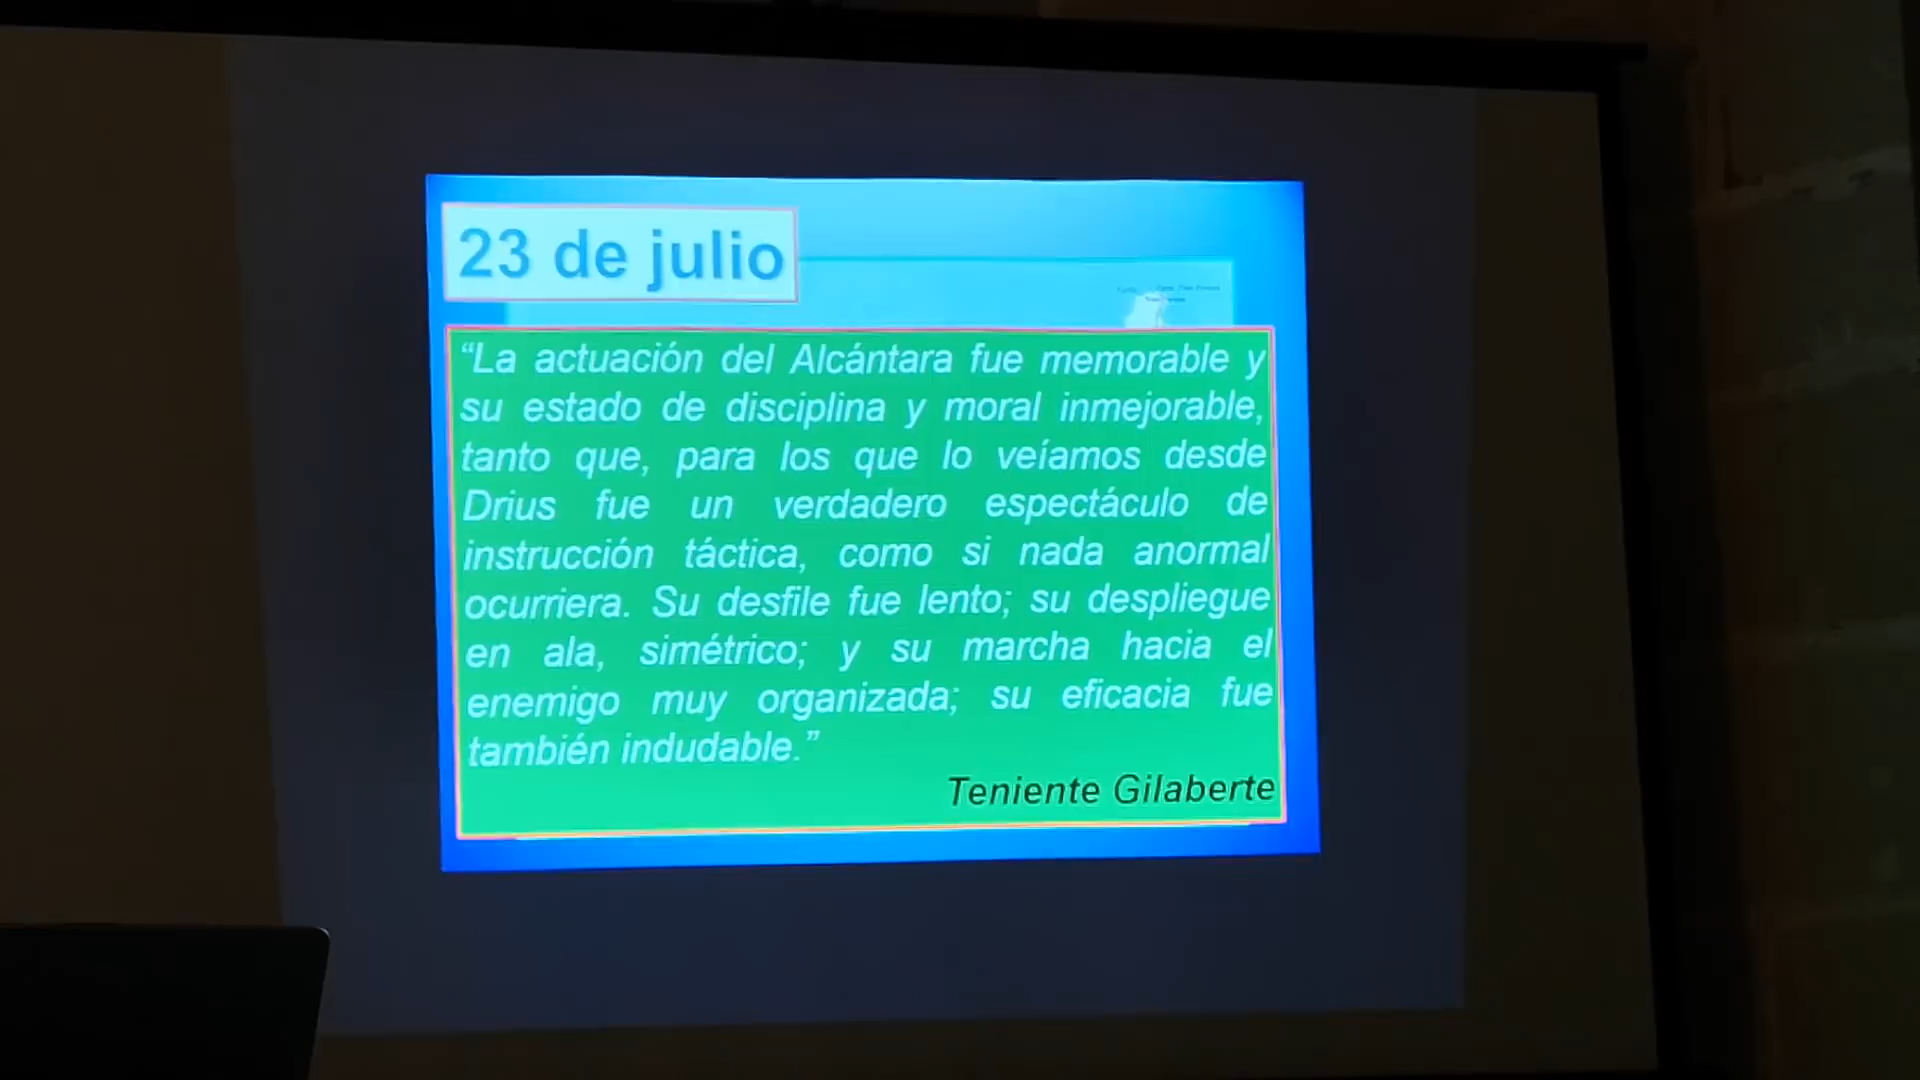 23 de julio
“La actuación del Alcántara fue memorable y
su estado de disciplina y moral inmejorable,
tanto que, para los que lo veíamos desde
Drius fue un verdadero espectáculo de
instrucción táctica, como si nada anormal
ocurriera. Su desfile fue lento; su despliegue
en ala, simétrico; y su marcha hacia el
enemigo muy organizada; su eficacia fue
también indudable.”
Teniente Gilaberte